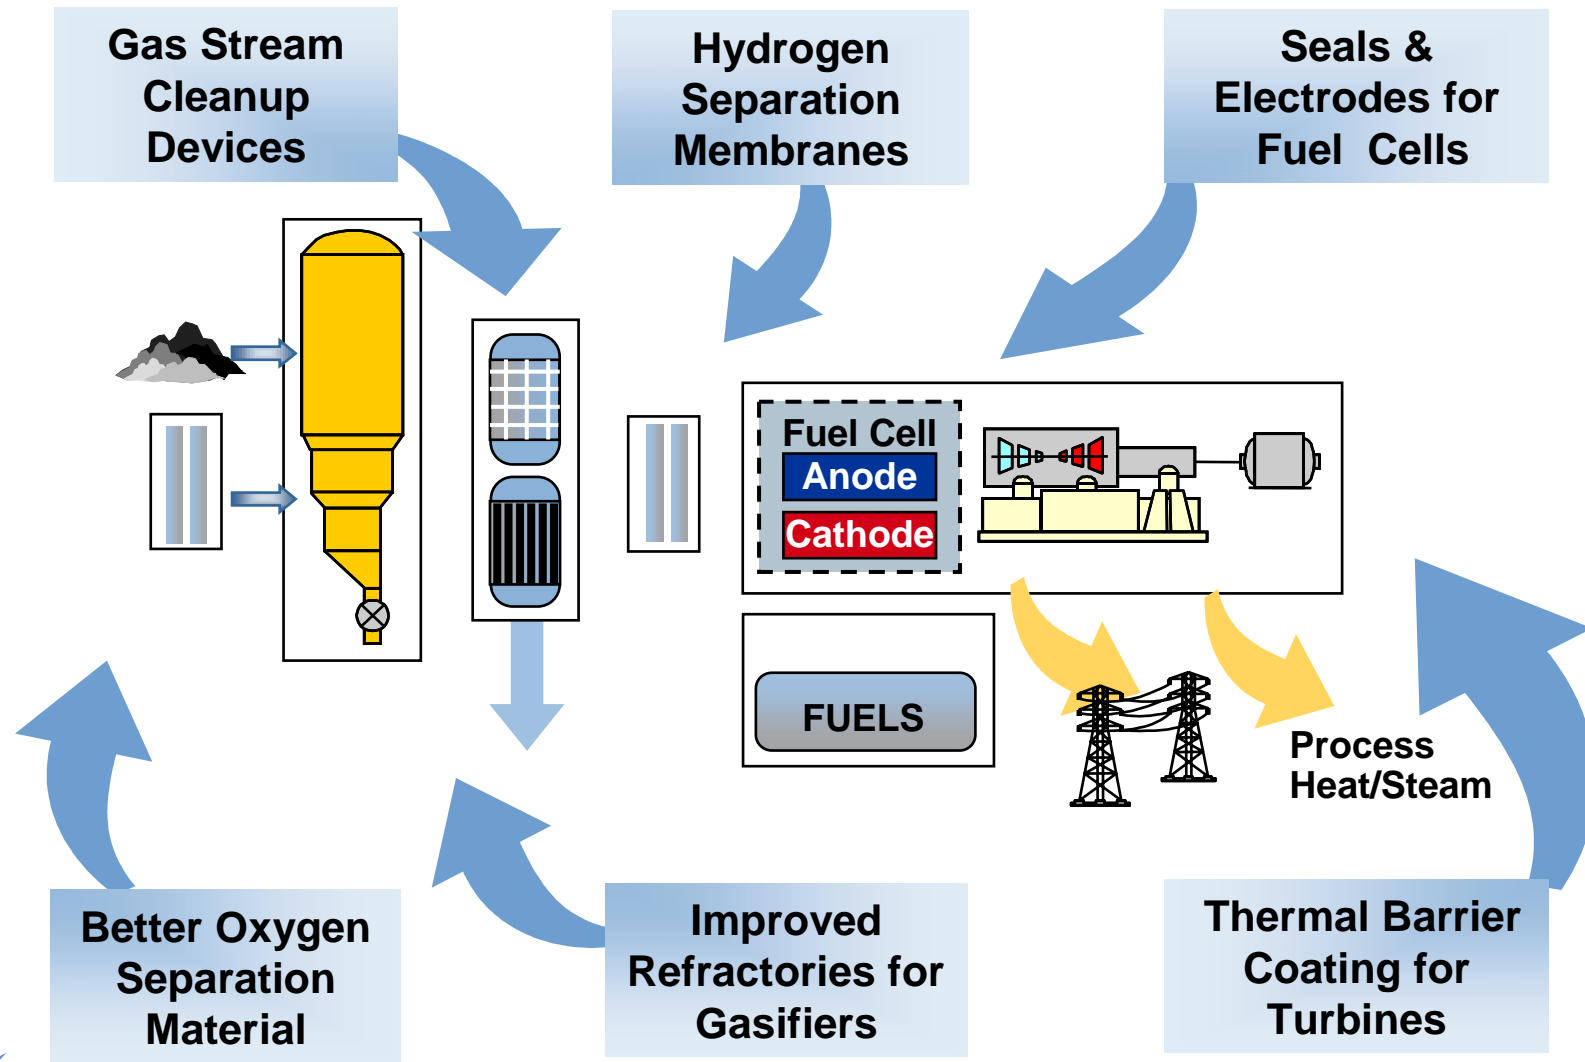 Gas Stream
Cleanup
Devices
Hydrogen
Separation
Membranes
Seals &
Electrodes for
Fuel Cells
Fuel Cell
Anode
Cathode
FUELS
Process
Heat/Steam
Better Oxygen
Separation
Material
Improved
Refractories for
Gasifiers
Thermal Barrier
Coating for
Turbines